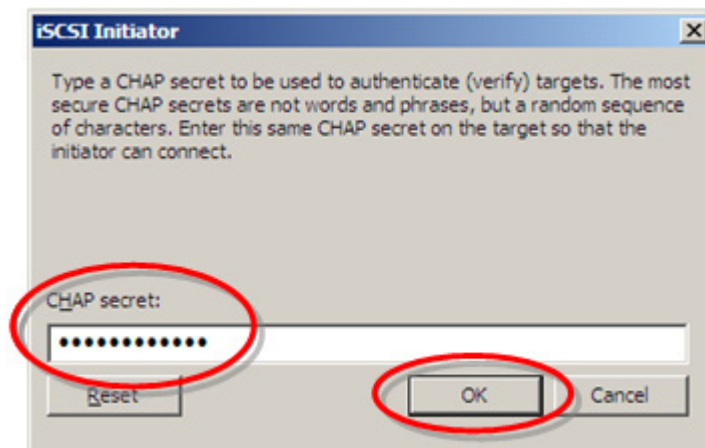 iSCSI Initiator
Type a CHAP secret to be used to authenticate (verify) targets. The most
secure CHAP secrets are not words and phrases, but a random sequence
of characters. Enter this same CHAP secret on the target so that the
initiator can connect.
CHAP secret:
••••••••••••
Reset OK Cancel